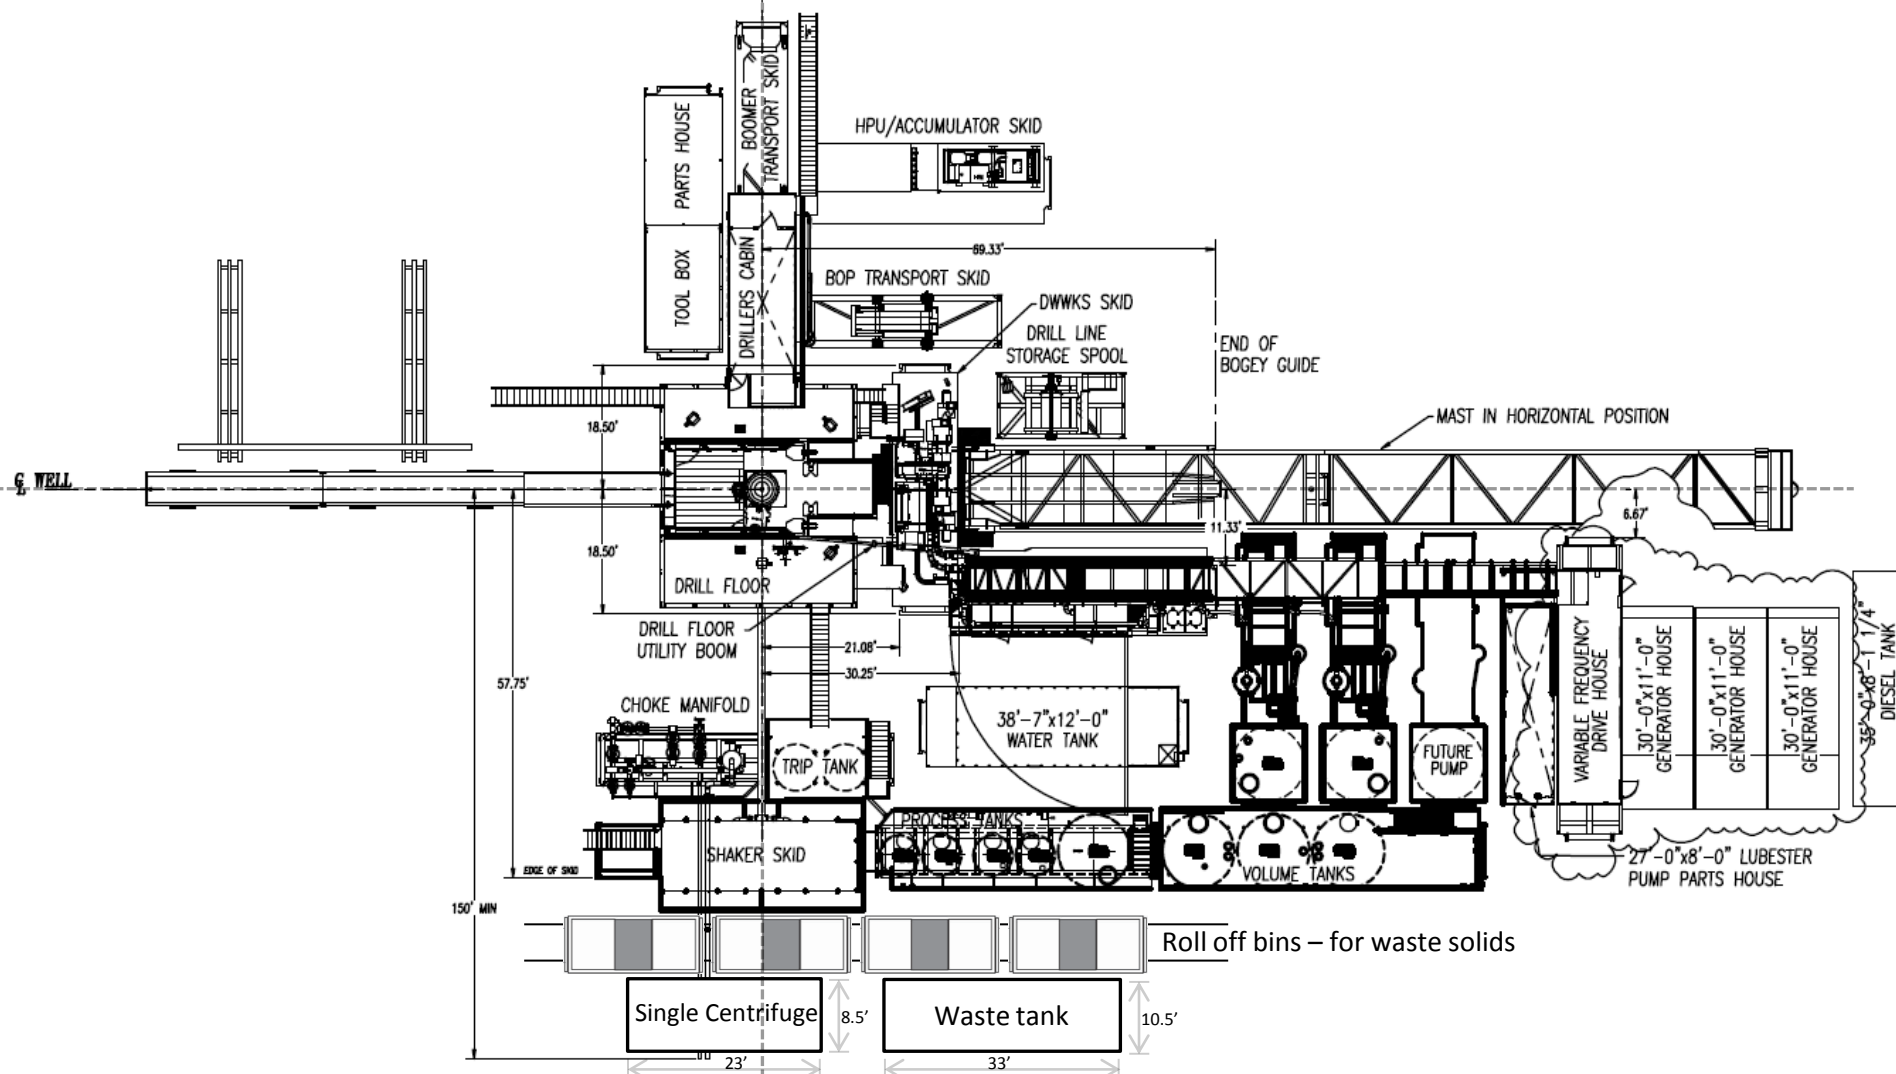 BOOMER
TRANSPORT SKID
PARTS HOUSE
HPU/ACCUMULATOR SKID
TOOL BOX
DRILLERS CABIN
69.33'
BOP TRANSPORT SKID
DWWKS SKID
DRILL LINE
STORAGE SPOOL
END OF
BOGEY GUIDE
18.50'
MAST IN HORIZONTAL POSITION
WELL
11.33'
6.67'
18.50'
DRILL FLOOR
DRILL FLOOR
UTILITY BOOM
21.08'
30.25'
57.75'
CHOKE MANIFOLD
38'-7"x12'-0"
WATER TANK
TRIP TANK
FUTURE
PUMP
VARIABLE FREQUENCY
DRIVE HOUSE
30'-0"x11'-0"
GENERATOR HOUSE
30'-0"x11'-0"
GENERATOR HOUSE
30'-0"x11'-0"
GENERATOR HOUSE
35'-0"x8'-1 1/4"
DIESEL TANK
PROCESS TANKS
SHAKER SKID
VOLUME TANKS
27'-0"x8'-0" LUBESTER
PUMP PARTS HOUSE
EDGE OF SKID
150' MIN
Roll off bins – for waste solids
Single Centrifuge
8.5'
Waste tank
10.5'
23'
33'